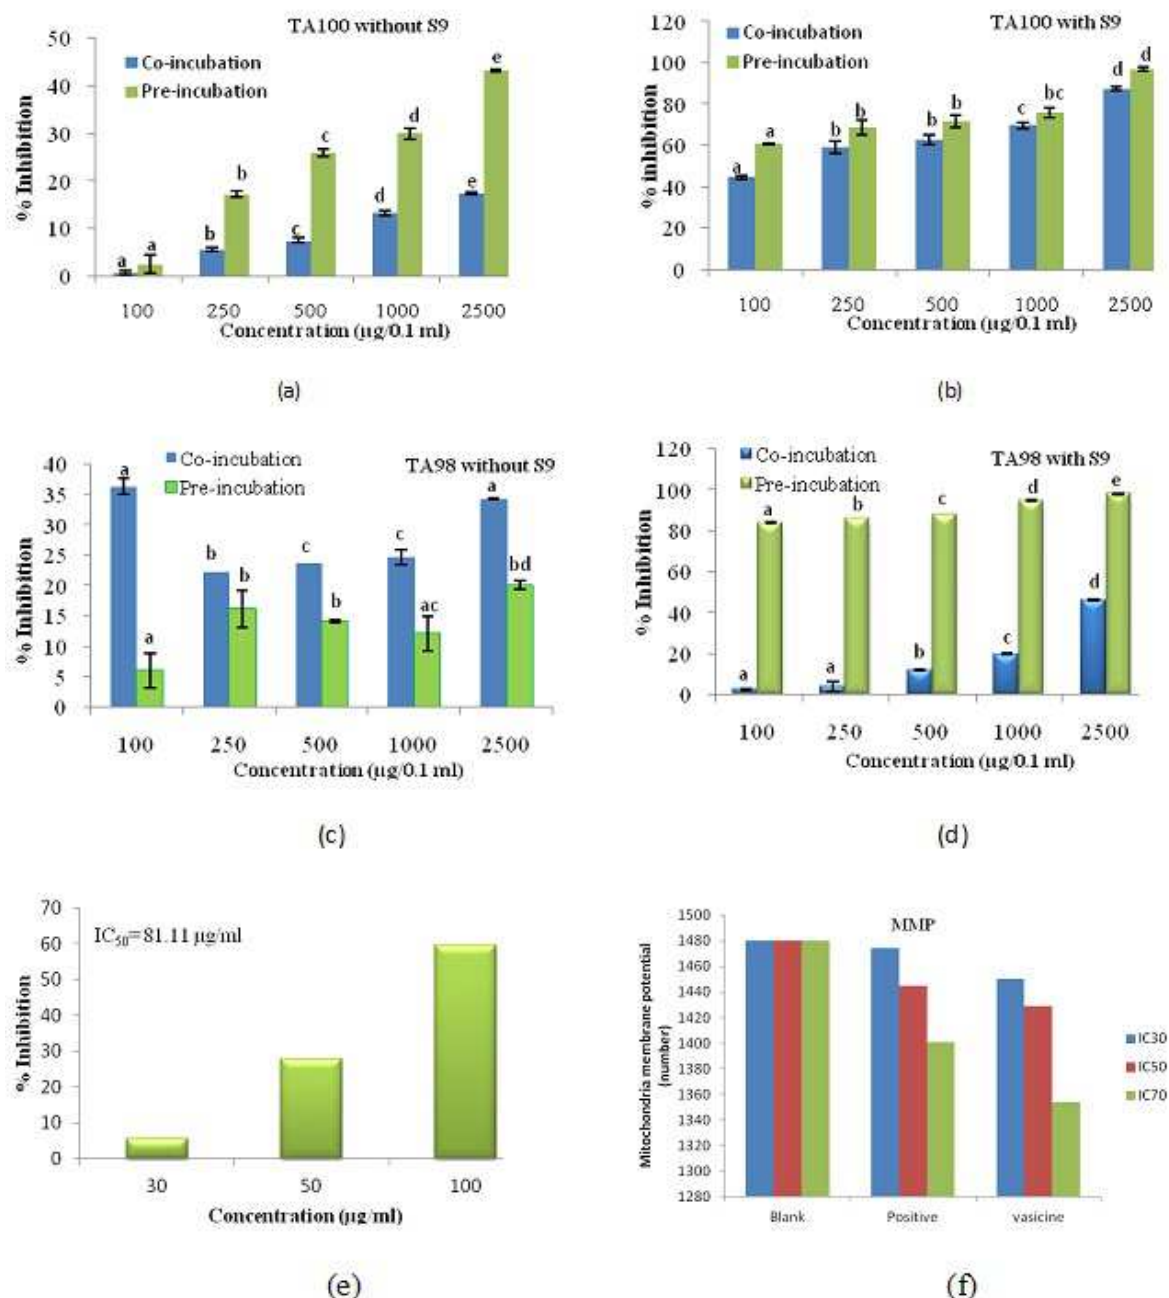 TA100 without S9
50
40
30
20
10
0
% Inhibition
Co-incubation
Pre-incubation
a
a
b
b
c
c
d
d
e
e
100 250 500 1000 2500
Concentration (µg/0.1 ml)
(a)
TA100 with S9
120
100
80
60
40
20
0
% inhibition
Co-incubation
Pre-incubation
a
a
b
b
b
b
c
bc
d
d
100 250 500 1000 2500
Concentration (µg/0.1 ml)
(b)
TA98 without S9
40
35
30
25
20
15
10
5
0
% Inhibition
Co-incubation
Pre-incubation
a
a
b
b
c
b
c
ac
a
bd
100 250 500 1000 2500
Concentration (µg/0.1 ml)
(c)
TA98 with S9
120
100
80
60
40
20
0
% Inhibition
Co-incubation
Pre-incubation
a
a
a
b
b
c
c
d
d
e
100 250 500 1000 2500
Concentration (µg/0.1 ml)
(d)
70
60
50
40
30
20
10
0
% Inhibition
IC50=81.11 µg/ml
30 50 100
Concentration (µg/ml)
(e)
MMP
1500
1480
1460
1440
1420
1400
1380
1360
1340
1320
1300
1280
Mitochondria membrane potential
(number)
Blank Positive vasicine
IC30
IC50
IC70
(f)